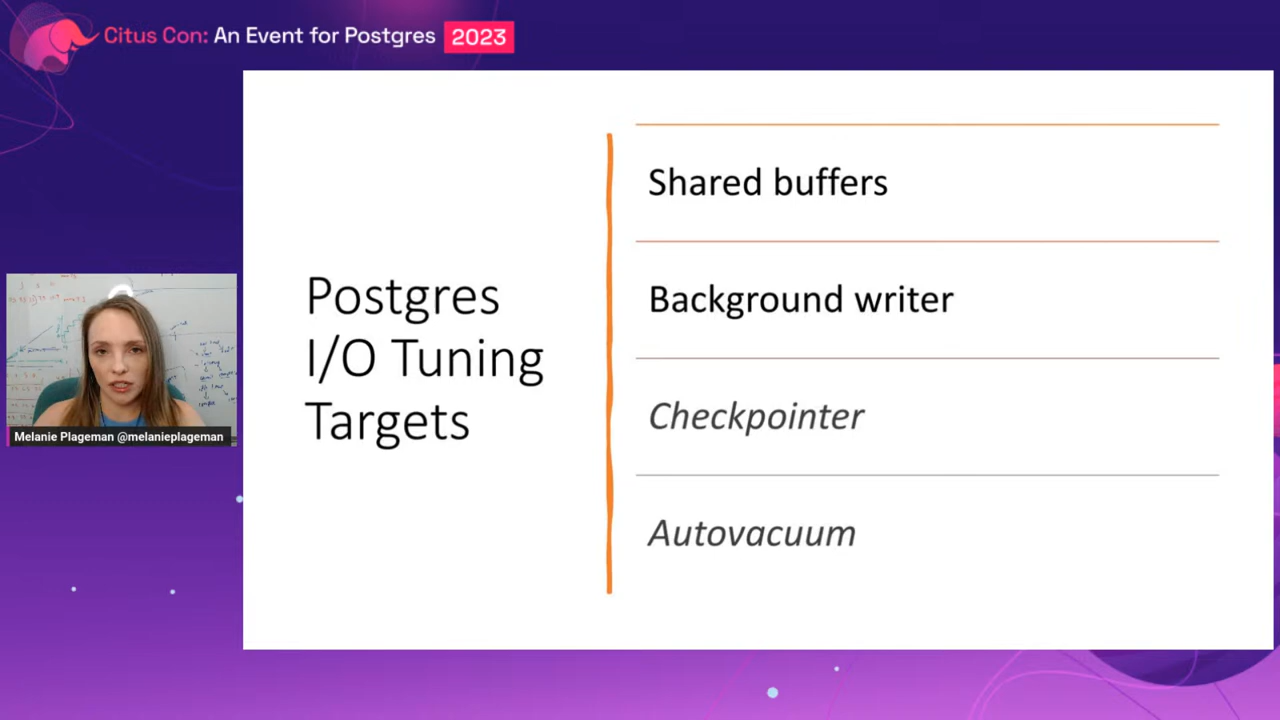 Citus Con: An Event for Postgres 2023
Postgres
I/O Tuning
Targets
Shared buffers
Background writer
Checkpointer
Autovacuum
Melanie Plageman @melanieplageman